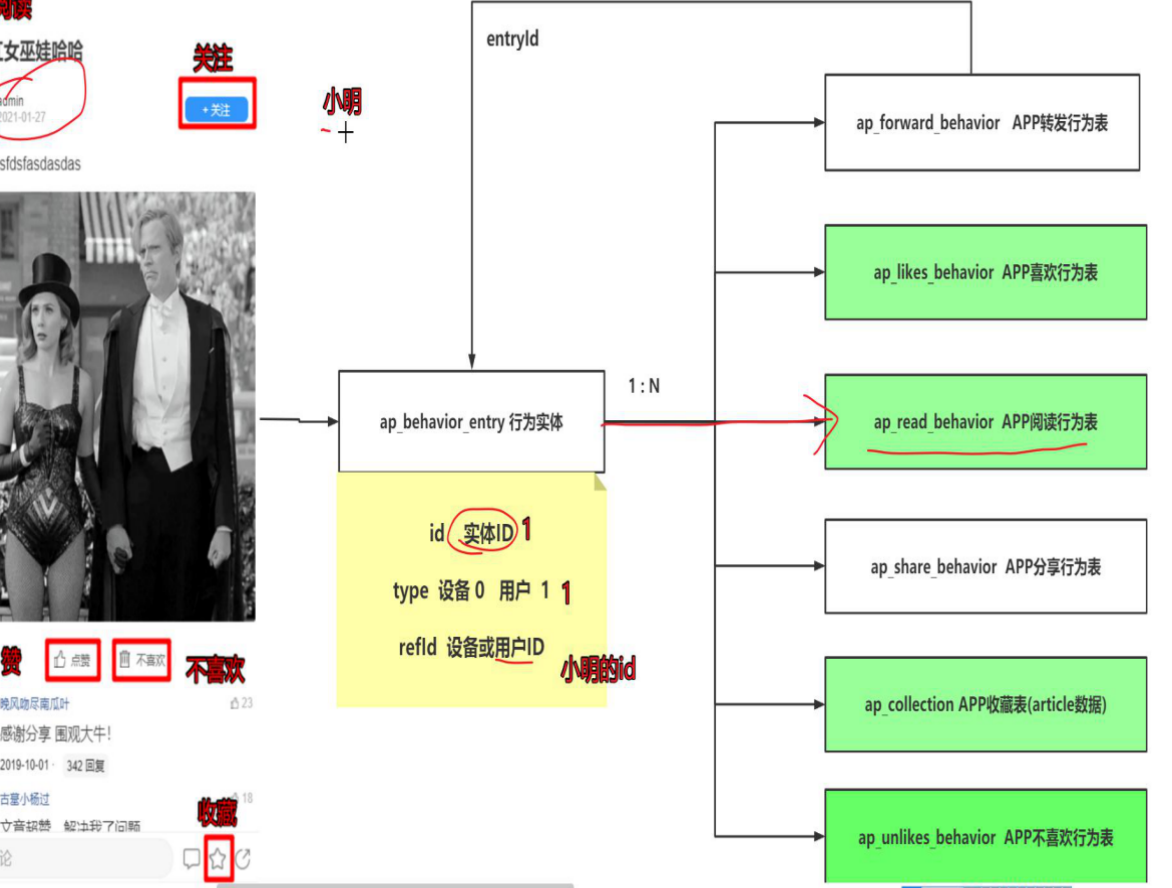 女巫娃哈哈
关注
admin
2021-01-27
+ 关注
sfdsfasdasdas
赞
点赞
不喜欢
不喜欢
晚风吻尽南瓜叶
23
感谢分享 围观大牛!
2019-10-01 · 342 回复
古墓小杨过
18
文章超赞 解决我了问题
收藏
论
小明
entryId
ap_behavior_entry 行为实体
id 实体ID 1
type 设备 0 用户 1 1
refId 设备或用户ID
小明的id
1 : N
ap_forward_behavior APP转发行为表
ap_likes_behavior APP喜欢行为表
ap_read_behavior APP阅读行为表
ap_share_behavior APP分享行为表
ap_collection APP收藏表(article数据)
ap_unlikes_behavior APP不喜欢行为表